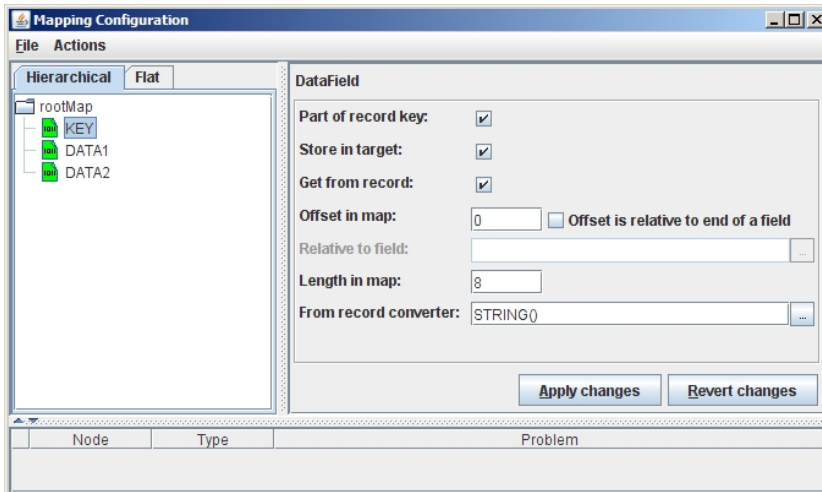 Mapping Configuration
File Actions
Hierarchical Flat
rootMap
KEY
DATA1
DATA2
DataField
Part of record key:
Store in target:
Get from record:
Offset in map: 0 Offset is relative to end of a field
Relative to field: ...
Length in map: 8
From record converter: STRING() ...
Apply changes Revert changes
Node Type Problem